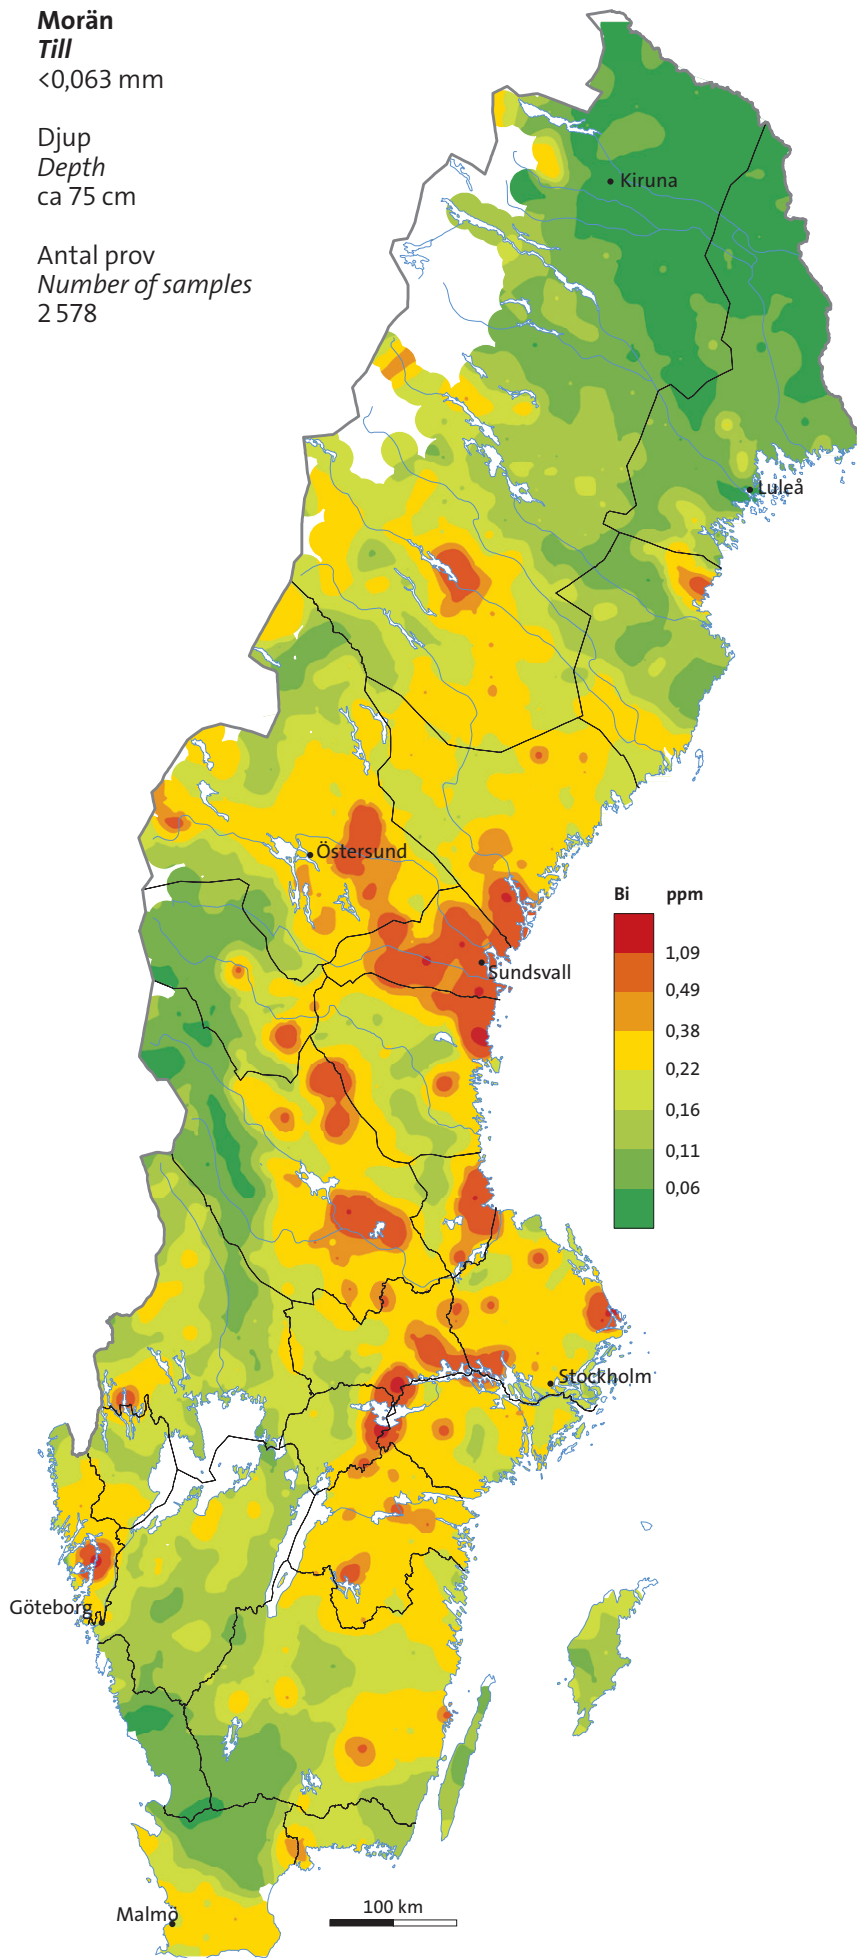 Morän
Till
<0,063 mm
Djup
Depth
ca 75 cm
Antal prov
Number of samples
2 578
Kiruna
Luleå
Östersund
Sundsvall
Bi ppm
1,09
0,49
0,38
0,22
0,16
0,11
0,06
Stockholm
Göteborg
Malmö
100 km